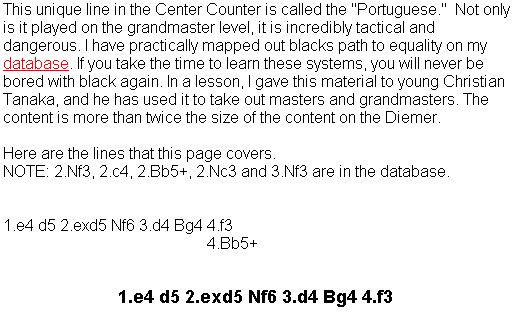 This unique line in the Center Counter is called the "Portuguese."  Not only
is it played on the grandmaster level, it is incredibly tactical and
dangerous. I have practically mapped out blacks path to equality on my
database. If you take the time to learn these systems, you will never be
bored with black again. In a lesson, I gave this material to young Christian
Tanaka, and he has used it to take out masters and grandmasters. The
content is more than twice the size of the content on the Diemer.
Here are the lines that this page covers.
NOTE: 2.Nf3, 2.c4, 2.Bb5+, 2.Nc3 and 3.Nf3 are in the database.
1.e4 d5 2.exd5 Nf6 3.d4 Bg4 4.f3
4.Bb5+
1.e4 d5 2.exd5 Nf6 3.d4 Bg4 4.f3